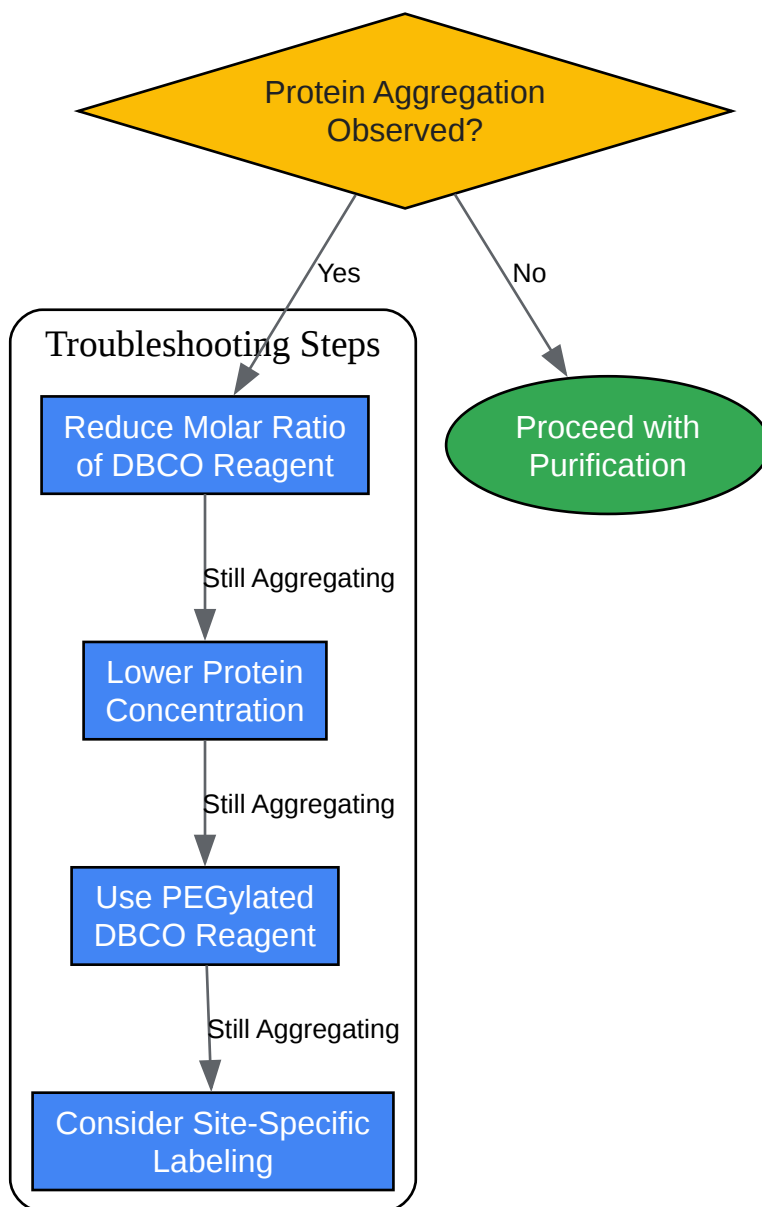 Protein Aggregation
Observed?
Yes
No
Troubleshooting Steps
Reduce Molar Ratio
of DBCO Reagent
Proceed with
Purification
Still Aggregating
Lower Protein
Concentration
Still Aggregating
Use PEGylated
DBCO Reagent
Still Aggregating
Consider Site-Specific
Labeling